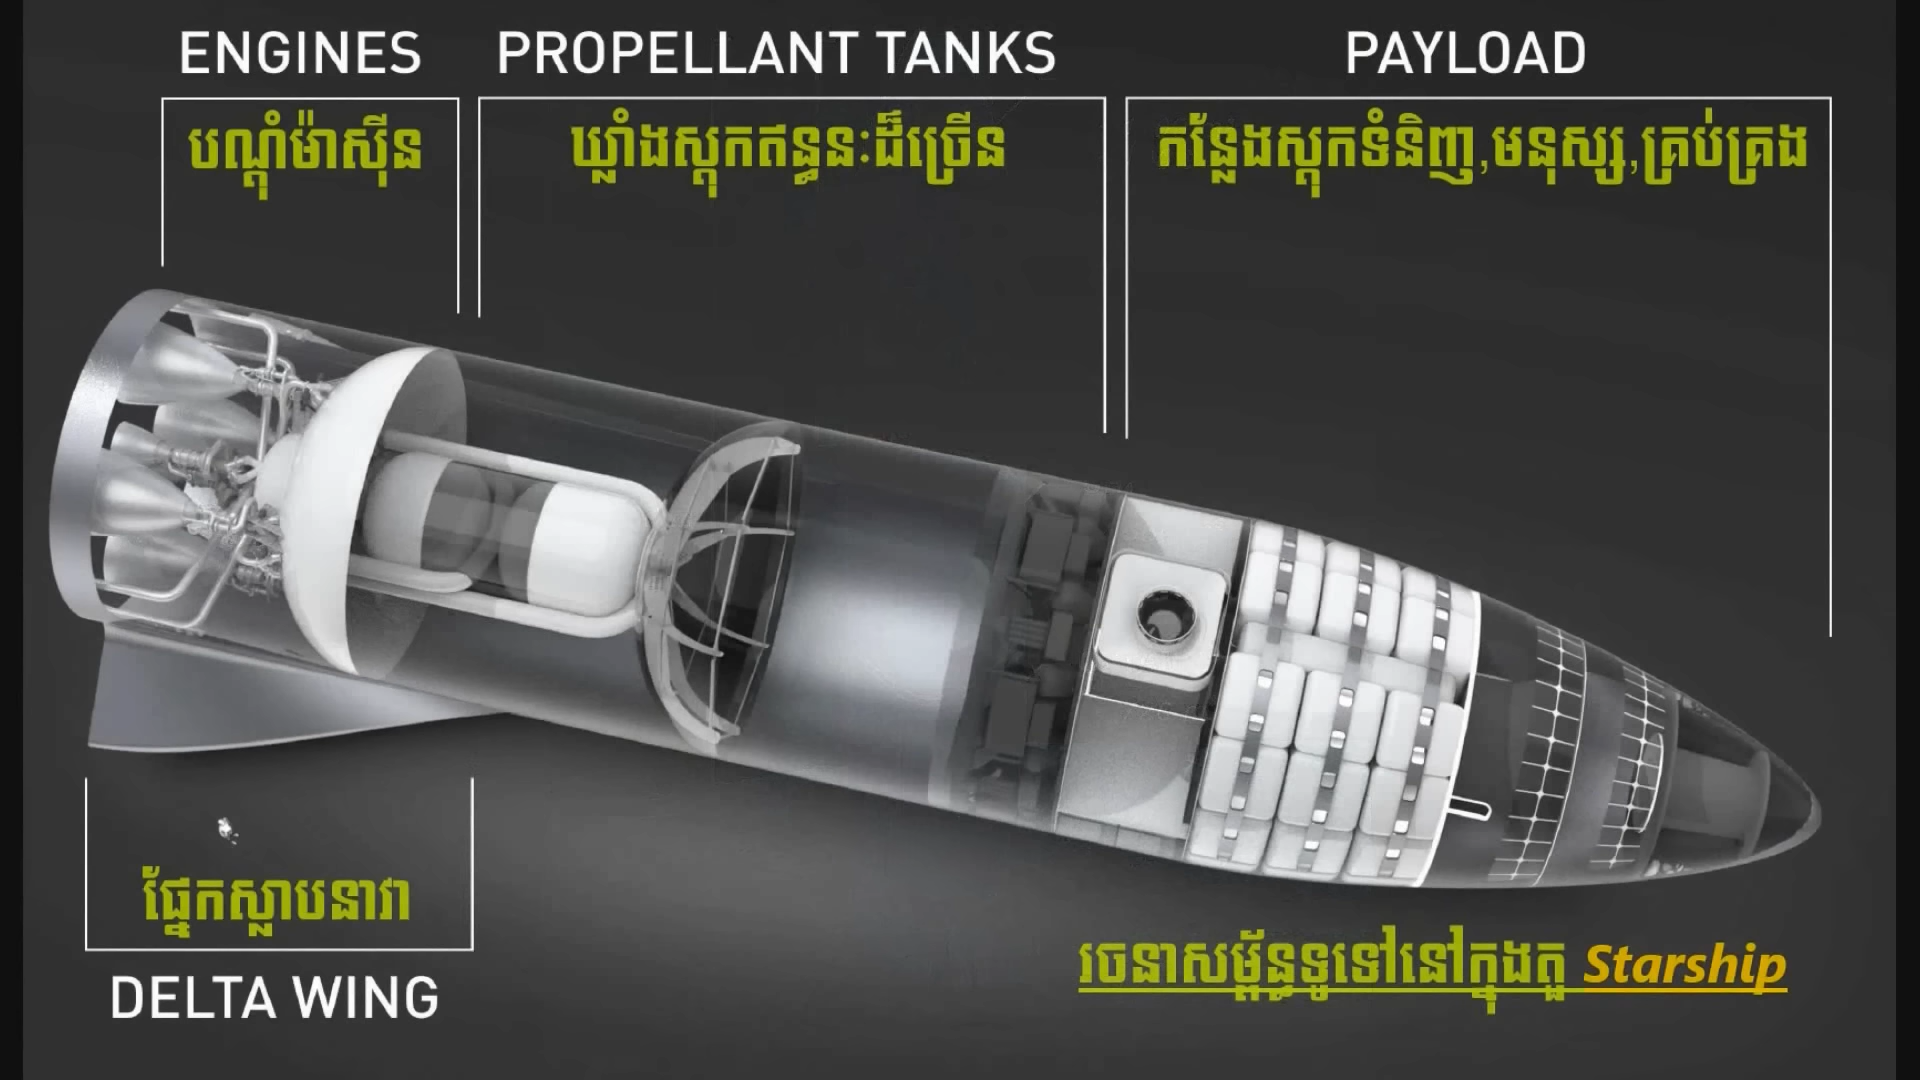 ENGINES
PROPELLANT TANKS
PAYLOAD
បណ្តុំម៉ាស៊ីន
ឃ្លាំងស្តុកឥន្ធនៈដ៏ច្រើន
កន្លែងស្តុកទំនិញ,មនុស្ស,គ្រប់គ្រង
ផ្នែកស្លាបនាវា
DELTA WING
រចនាសម្ព័ន្ធទូទៅនៅក្នុងតួ Starship